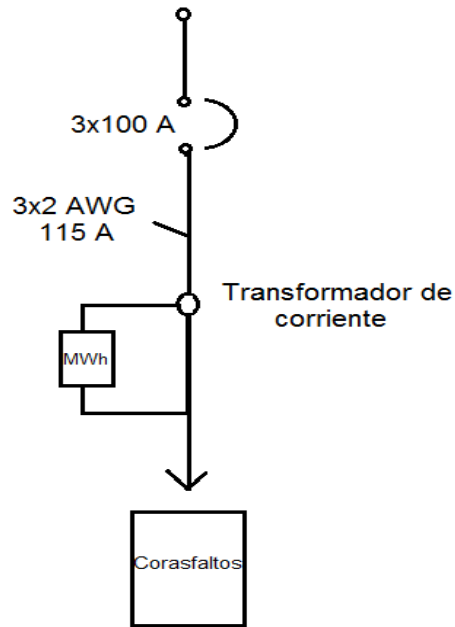 3x100 A
3x2 AWG
115 A
Transformador de
corriente
MWh
Corasfaltos